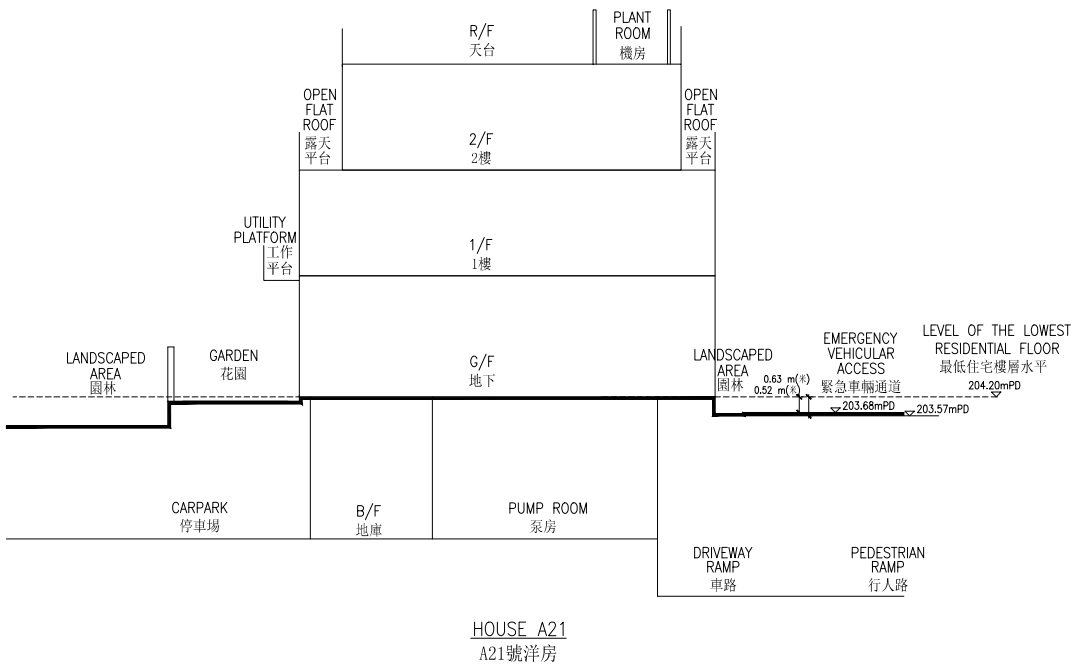 R/F
天台
PLANT
ROOM
機房
OPEN
FLAT
ROOF
露天
平台
2/F
2樓
OPEN
FLAT
ROOF
露天
平台
UTILITY
PLATFORM
工作
平台
1/F
1樓
LANDSCAPED
AREA
園林
GARDEN
花園
G/F
地下
LANDSCAPED
AREA
園林
0.63 m(米)
0.52 m(米)
EMERGENCY
VEHICULAR
ACCESS
緊急車輛通道
LEVEL OF THE LOWEST
RESIDENTIAL FLOOR
最低住宅樓層水平
204.20mPD
203.68mPD
203.57mPD
CARPARK
停車場
B/F
地庫
PUMP ROOM
泵房
DRIVEWAY
RAMP
車路
PEDESTRIAN
RAMP
行人路
HOUSE A21
A21號洋房